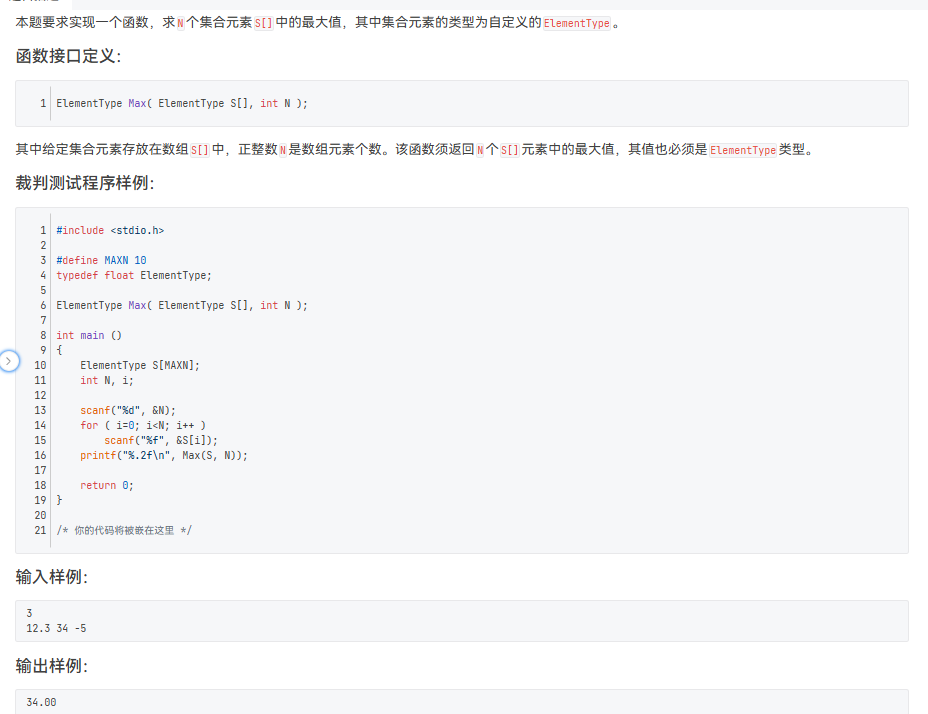 本题要求实现一个函数，求N个集合元素S[]中的最大值，其中集合元素的类型为自定义的ElementType。
函数接口定义：
1 ElementType Max( ElementType S[], int N );
其中给定集合元素存放在数组S[]中，正整数N是数组元素个数。该函数须返回N个S[]元素中的最大值，其值也必须是ElementType类型。
裁判测试程序样例：
1 #include <stdio.h>
2
3 #define MAXN 10
4 typedef float ElementType;
5
6 ElementType Max( ElementType S[], int N );
7
8 int main ()
9 {
10     ElementType S[MAXN];
11     int N, i;
12
13     scanf("%d", &N);
14     for ( i=0; i<N; i++ )
15         scanf("%f", &S[i]);
16     printf("%.2f\n", Max(S, N));
17
18     return 0;
19 }
20
21 /* 你的代码将被嵌在这里 */
输入样例：
3
12.3 34 -5
输出样例：
34.00